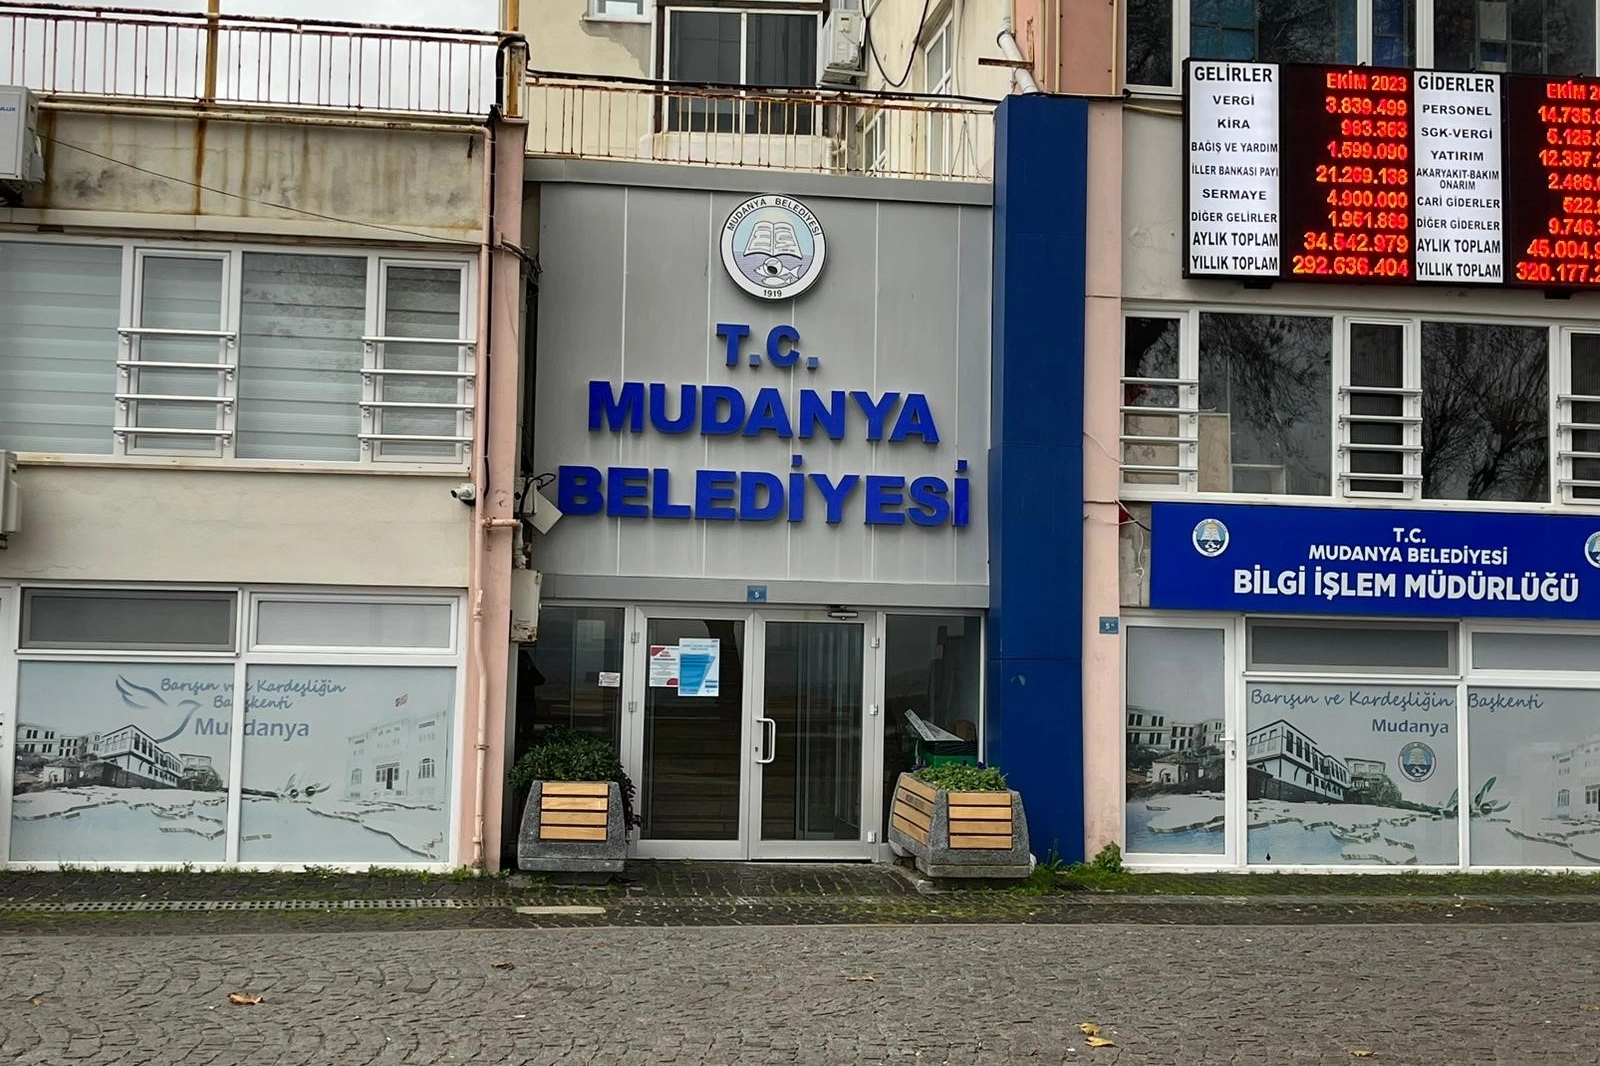 MUDANYA BELEDİYESİ
1919
T.C.
MUDANYA
BELEDİYESİ
5
GELİRLER EKİM 2023
VERGİ 3.839.499
KİRA 983.363
BAĞIŞ VE YARDIM 1.599.090
İLLER BANKASI PAYI 21.269.138
SERMAYE 4.900.000
DİĞER GELİRLER 1.951.889
AYLIK TOPLAM 34.542.979
YILLIK TOPLAM 292.636.404
GİDERLER EKİM
PERSONEL
SGK-VERGİ
YATIRIM
AKARYAKIT-BAKIM
ONARIM
CARİ GİDERLER
DİĞER GİDERLER
AYLIK TOPLAM
YILLIK TOPLAM
T.C.
MUDANYA BELEDİYESİ
BİLGİ İŞLEM MÜDÜRLÜĞÜ
Barışın ve Kardeşliğin
Başkenti
Mudanya
Barışın ve Kardeşliğin Başkenti
Mudanya